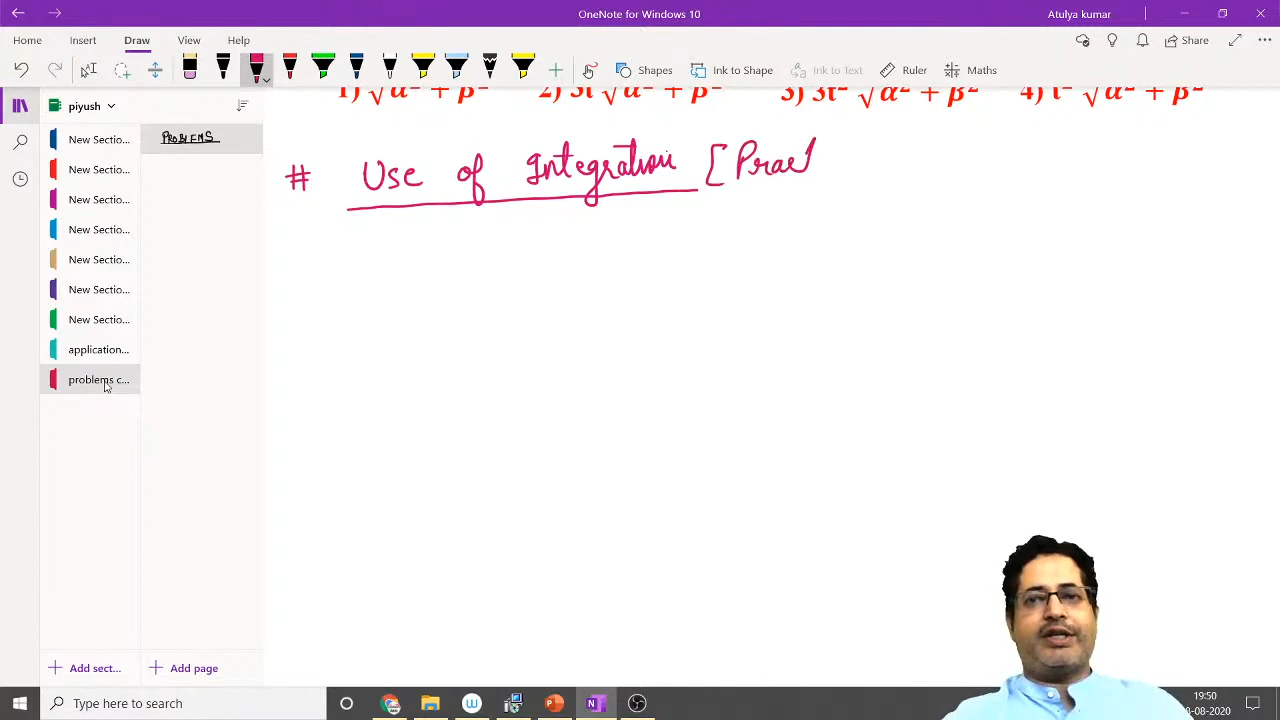 OneNote for Windows 10
Atulya kumar
Home Insert Draw View Help
Share
Shapes Ink to Shape Ink to Text Ruler Maths
piyush
PROBLEMS
New Sectio...
New Sectio...
New Sectio...
New Sectio...
New Sectio...
New Sectio...
New Sectio...
application...
problems c...
# Use of Integration [
Add sect... Add page
Type here to search
19:50
-08-2020